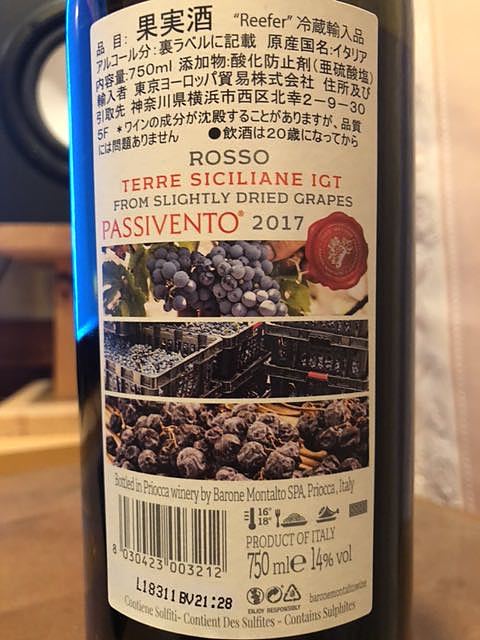 品目: 果実酒 “Reefer” 冷蔵輸入品
アルコール分:裏ラベルに記載 原産国名:イタリア
内容量:750ml 添加物:酸化防止剤(亜硫酸塩)
輸入者 東京ヨーロッパ貿易株式会社 住所及び
引取先 神奈川県横浜市西区北幸2-9-30
5F *ワインの成分が沈殿することがありますが、品質
には問題ありません ●飲酒は20歳になってから
ROSSO
TERRE SICILIANE IGT
FROM SLIGHTLY DRIED GRAPES
PASSIVENTO® 2017
Bottled in Priocca winery by Barone Montalto SPA, Priocca, Italy
16°
18°
PRODUCT OF ITALY
750 ml e 14% vol
8 030423 003212
L18311 BV21:28
ENJOY RESPONSIBLY
baronemontalto.wine
Contiene Solfiti - Contient Des Sulfites - Contains Sulphites